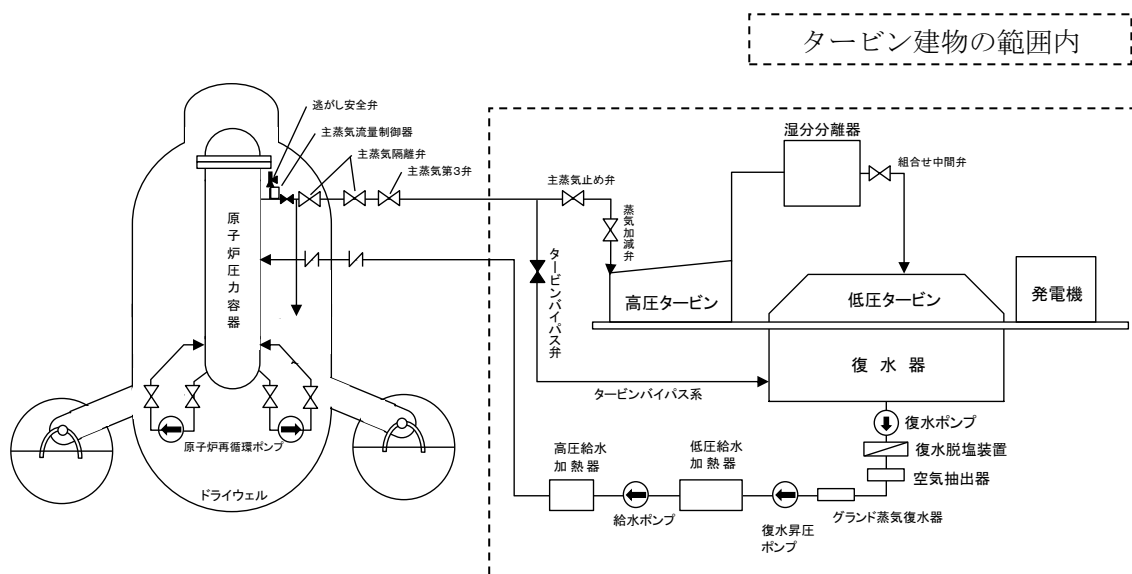 タービン建物の範囲内
逃がし安全弁
主蒸気流量制御器
主蒸気隔離弁
主蒸気第3弁
原子炉圧力容器
原子炉再循環ポンプ
ドライウェル
主蒸気止め弁
蒸気加減弁
タービンバイパス弁
タービンバイパス系
湿分分離器
組合せ中間弁
高圧タービン
低圧タービン
発電機
復水器
復水ポンプ
復水脱塩装置
空気抽出器
グランド蒸気復水器
復水昇圧
ポンプ
低圧給水
加熱器
給水ポンプ
高圧給水
加熱器